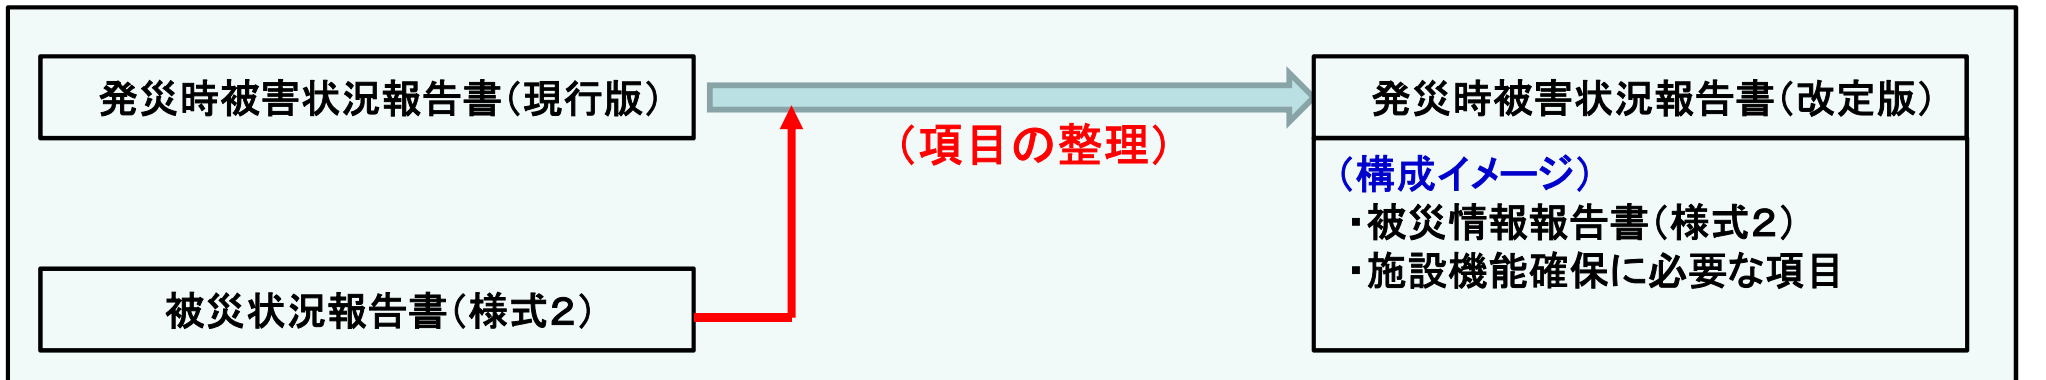 発災時被害状況報告書（現行版）
（項目の整理）
被災状況報告書（様式２）
発災時被害状況報告書（改定版）
（構成イメージ）
・被災情報報告書（様式２）
・施設機能確保に必要な項目